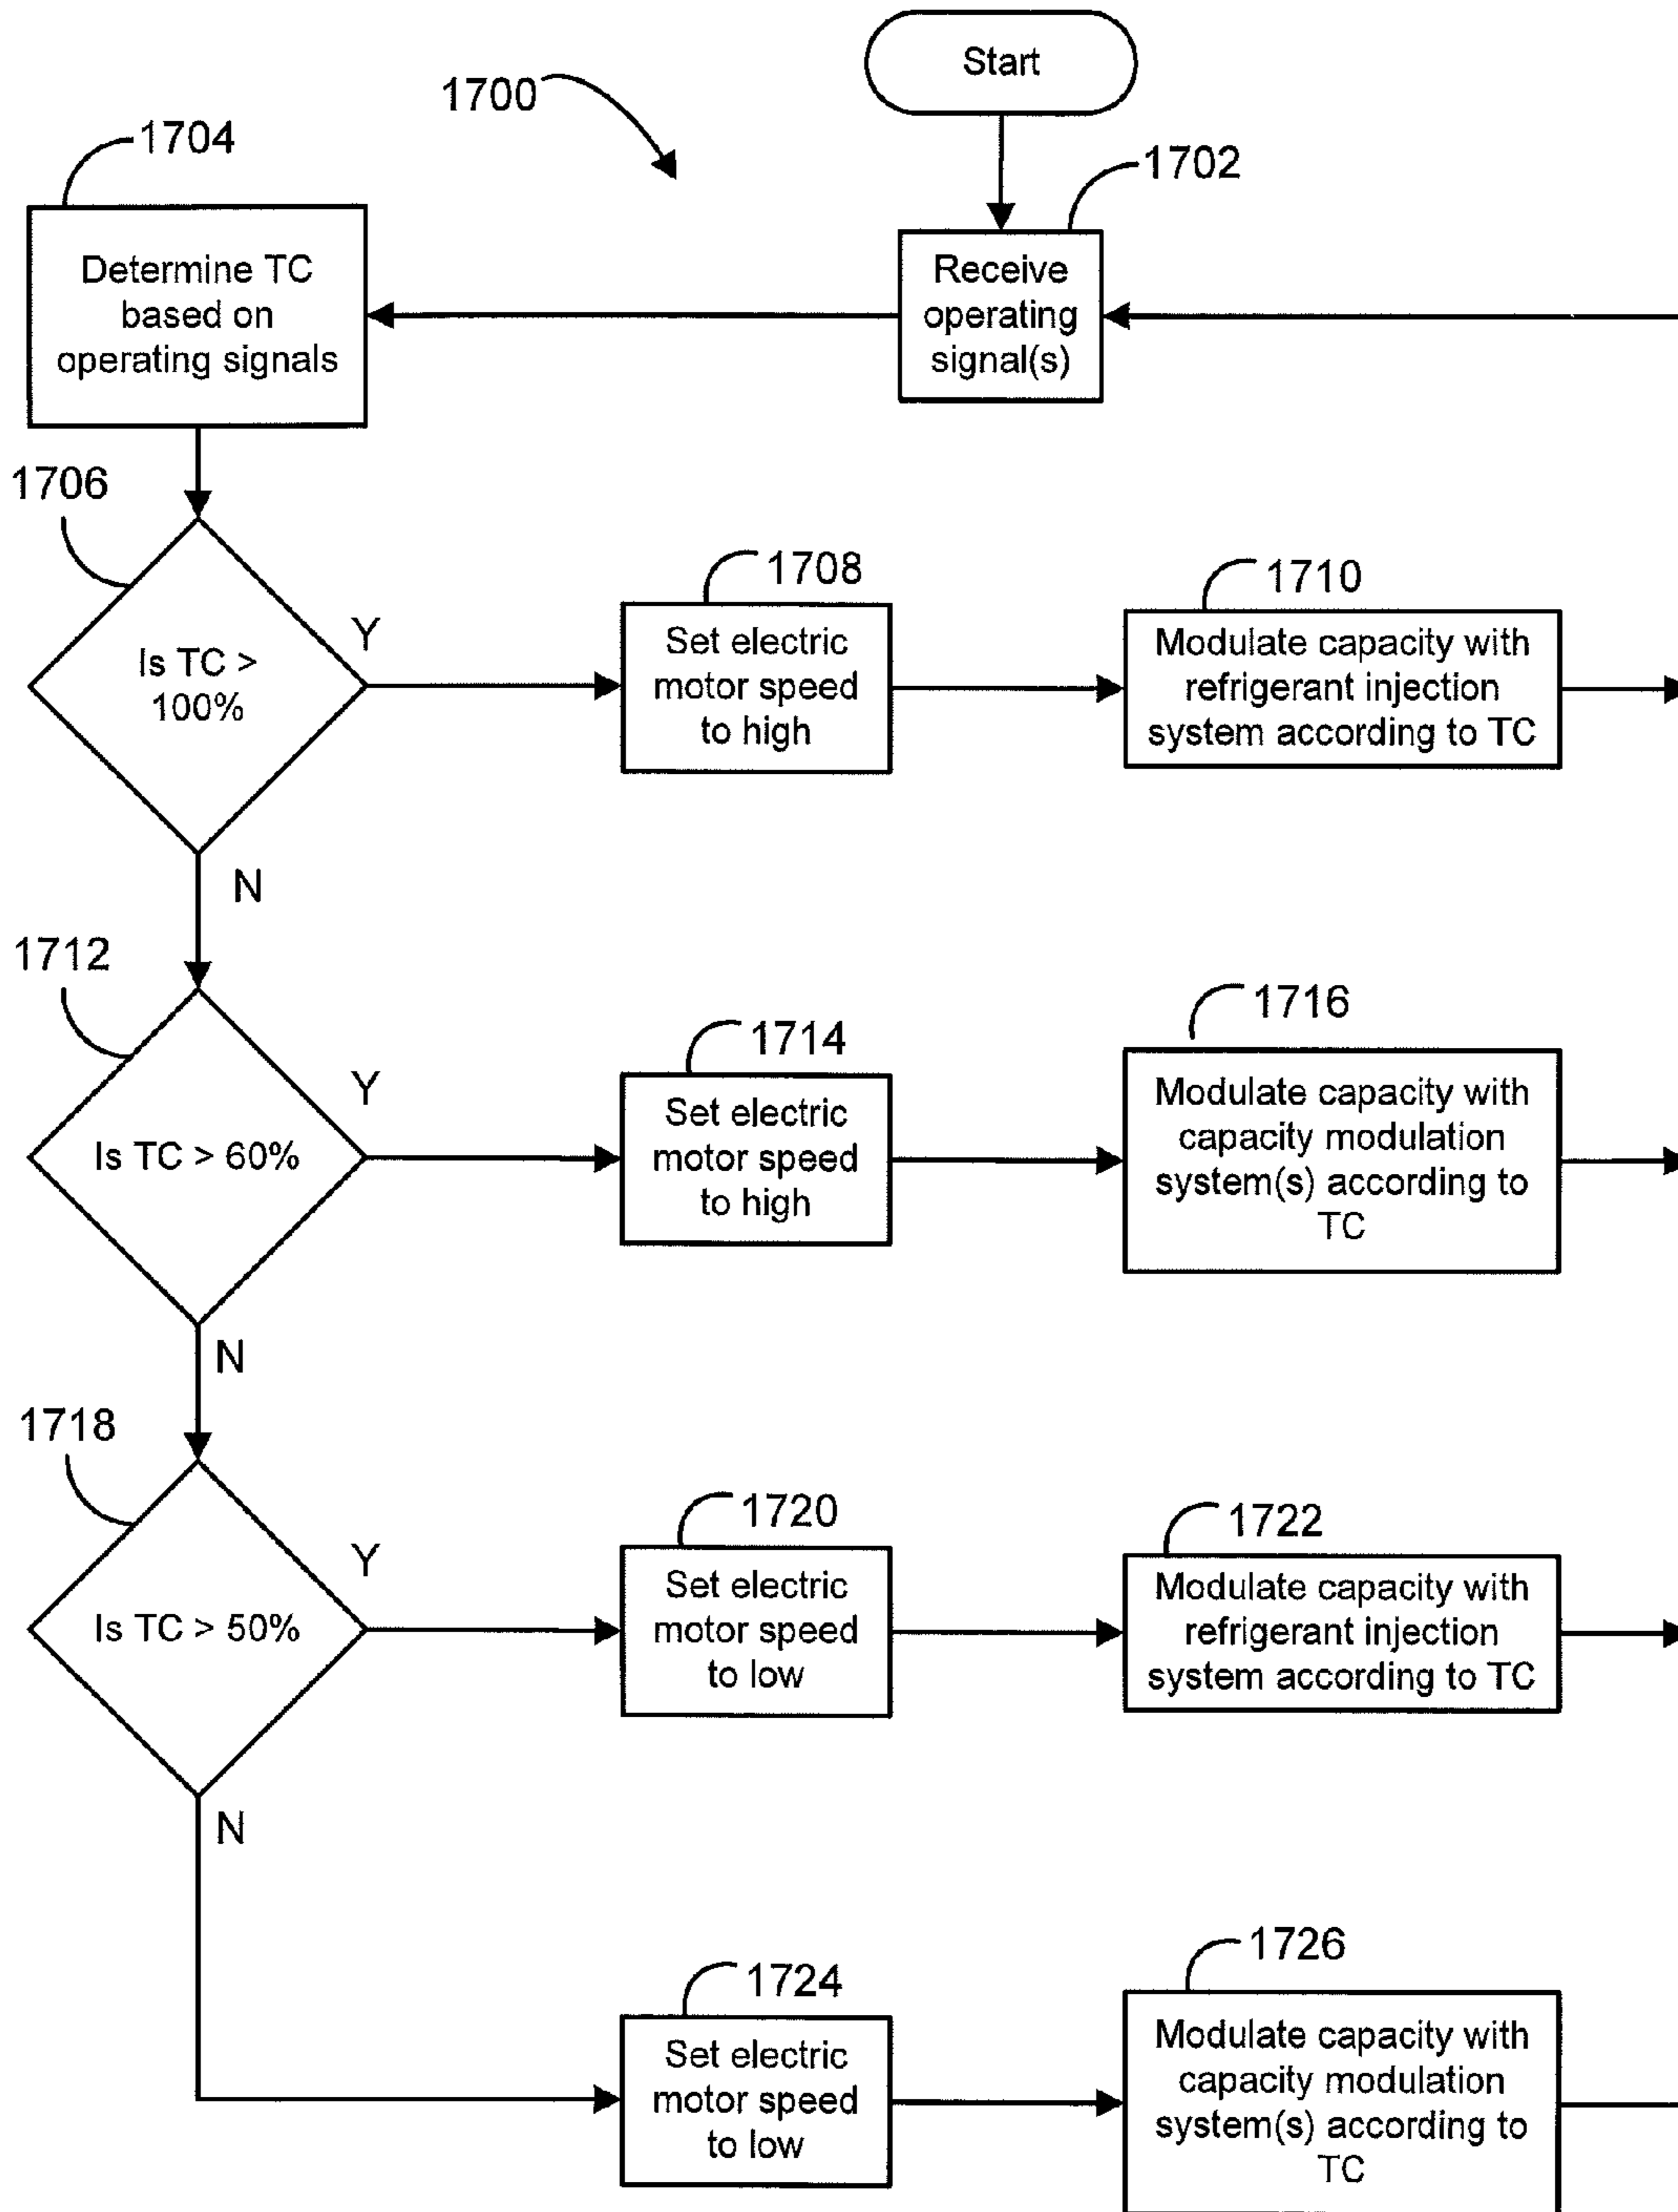 Start
1700
1704
1702
Determine TC
based on
operating signals
Receive
operating
signal(s)
1706
Is TC >
100%
Y
N
1708
Set electric
motor speed
to high
1710
Modulate capacity with
refrigerant injection
system according to TC
1712
Is TC > 60%
Y
N
1714
Set electric
motor speed
to high
1716
Modulate capacity with
capacity modulation
system(s) according to
TC
1718
Is TC > 50%
Y
N
1720
Set electric
motor speed
to low
1722
Modulate capacity with
refrigerant injection
system according to TC
1724
Set electric
motor speed
to low
1726
Modulate capacity with
capacity modulation
system(s) according to
TC